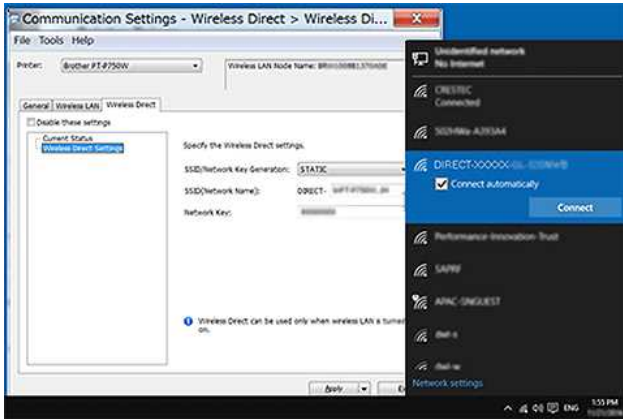 Communication Settings - Wireless Direct > Wireless Di...
File Tools Help
Printer: Brother PT-P750W
Wireless LAN Node Name:
General Wireless LAN Wireless Direct
Disable these settings
Current Status
Wireless Direct Settings
Specify the Wireless Direct settings.
SSID/Network Key Generation: STATIC
SSID(Network Name): DIRECT-
Network Key:
Wireless Direct can be used only when wireless LAN is turned
on.
Apply
Unidentified network
No Internet
CRESTEC
Connected
DIRECT-XXXXX
Connect automatically
Connect
Performance-Innovation-Trust
SAPRF
APAC-SNGUEST
Network settings
ENG
1:55 PM